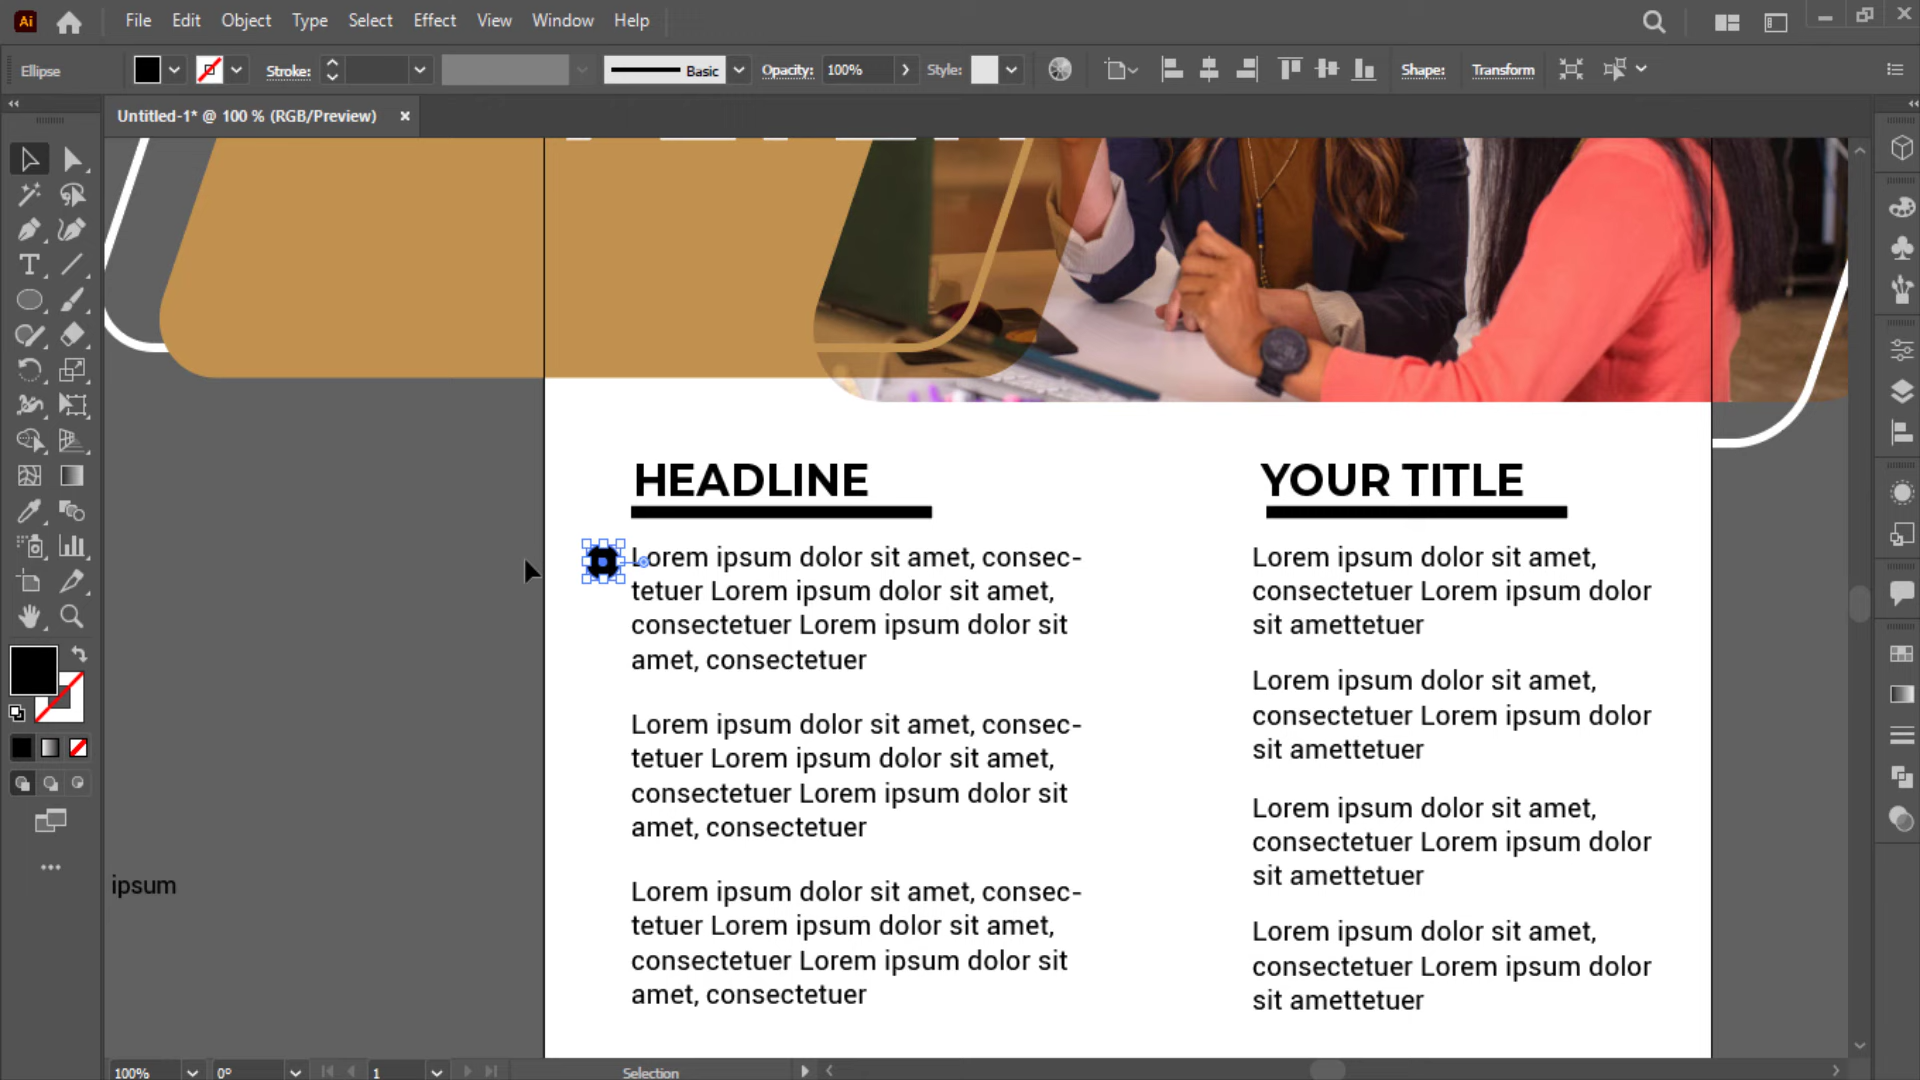 Ai
File Edit Object Type Select Effect View Window Help
Ellipse Stroke: Basic Opacity: 100% Style: Shape: Transform
Untitled-1* @ 100 % (RGB/Preview)
HEADLINE
Lorem ipsum dolor sit amet, consec-
tetuer Lorem ipsum dolor sit amet,
consectetuer Lorem ipsum dolor sit
amet, consectetuer
Lorem ipsum dolor sit amet, consec-
tetuer Lorem ipsum dolor sit amet,
consectetuer Lorem ipsum dolor sit
amet, consectetuer
Lorem ipsum dolor sit amet, consec-
tetuer Lorem ipsum dolor sit amet,
consectetuer Lorem ipsum dolor sit
amet, consectetuer
YOUR TITLE
Lorem ipsum dolor sit amet,
consectetuer Lorem ipsum dolor
sit amettetuer
Lorem ipsum dolor sit amet,
consectetuer Lorem ipsum dolor
sit amettetuer
Lorem ipsum dolor sit amet,
consectetuer Lorem ipsum dolor
sit amettetuer
Lorem ipsum dolor sit amet,
consectetuer Lorem ipsum dolor
sit amettetuer
ipsum
100% 0° 1 Selection